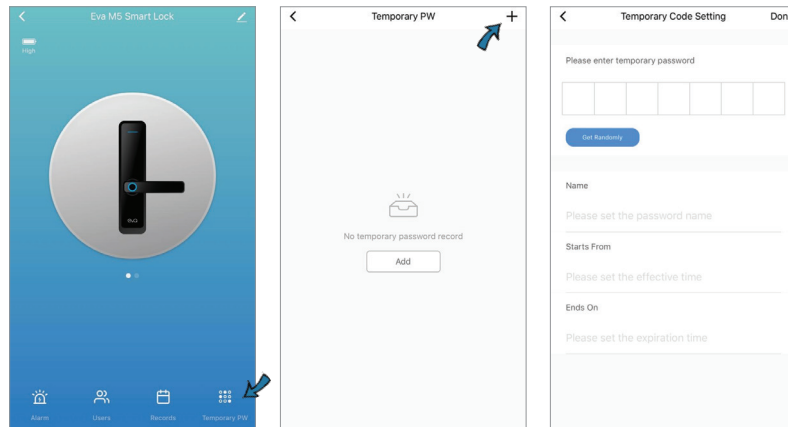 Eva M5 Smart Lock
High
eva
Alarm
Users
Records
Temporary PW
Temporary PW
No temporary password record
Add
Temporary Code Setting
Don
Please enter temporary password
Get Randomly
Name
Please set the password name
Starts From
Please set the effective time
Ends On
Please set the expiration time